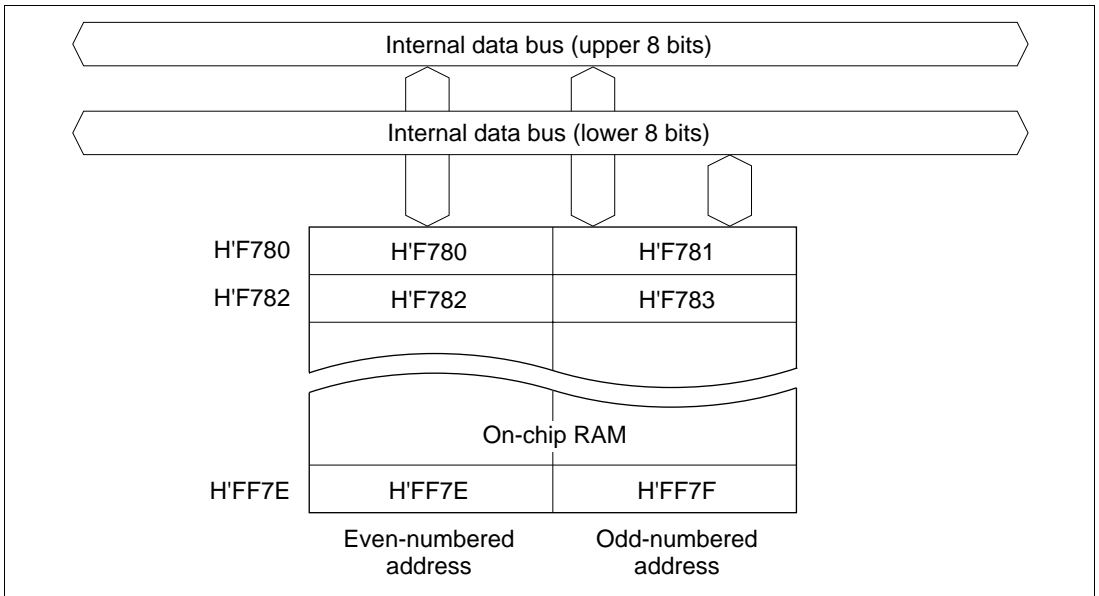 Internal data bus (upper 8 bits)
Internal data bus (lower 8 bits)
H'F780 H'F780 H'F781
H'F782 H'F782 H'F783
On-chip RAM
H'FF7E H'FF7E H'FF7F
Even-numbered address
Odd-numbered address